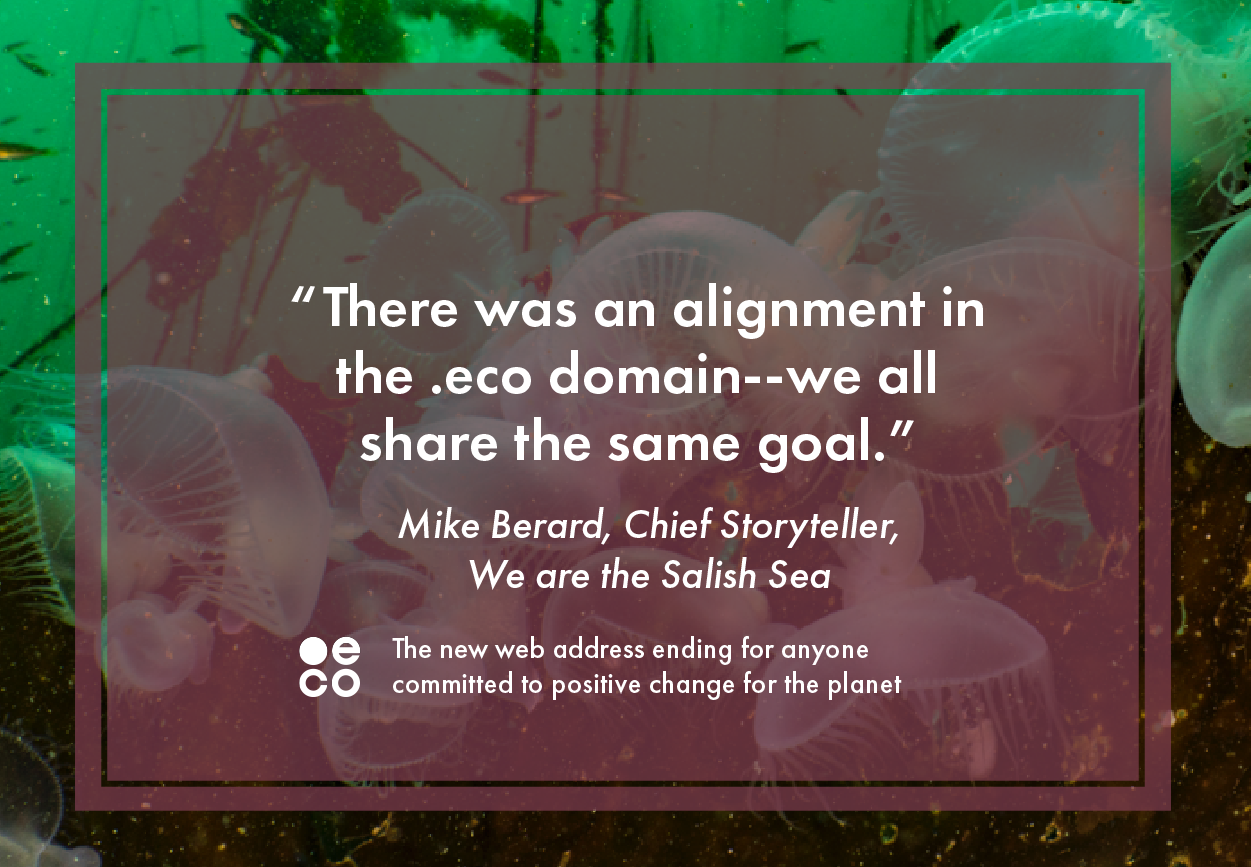 “There was an alignment in
the .eco domain--we all
share the same goal.”
Mike Berard, Chief Storyteller,
We are the Salish Sea
eco
The new web address ending for anyone
committed to positive change for the planet